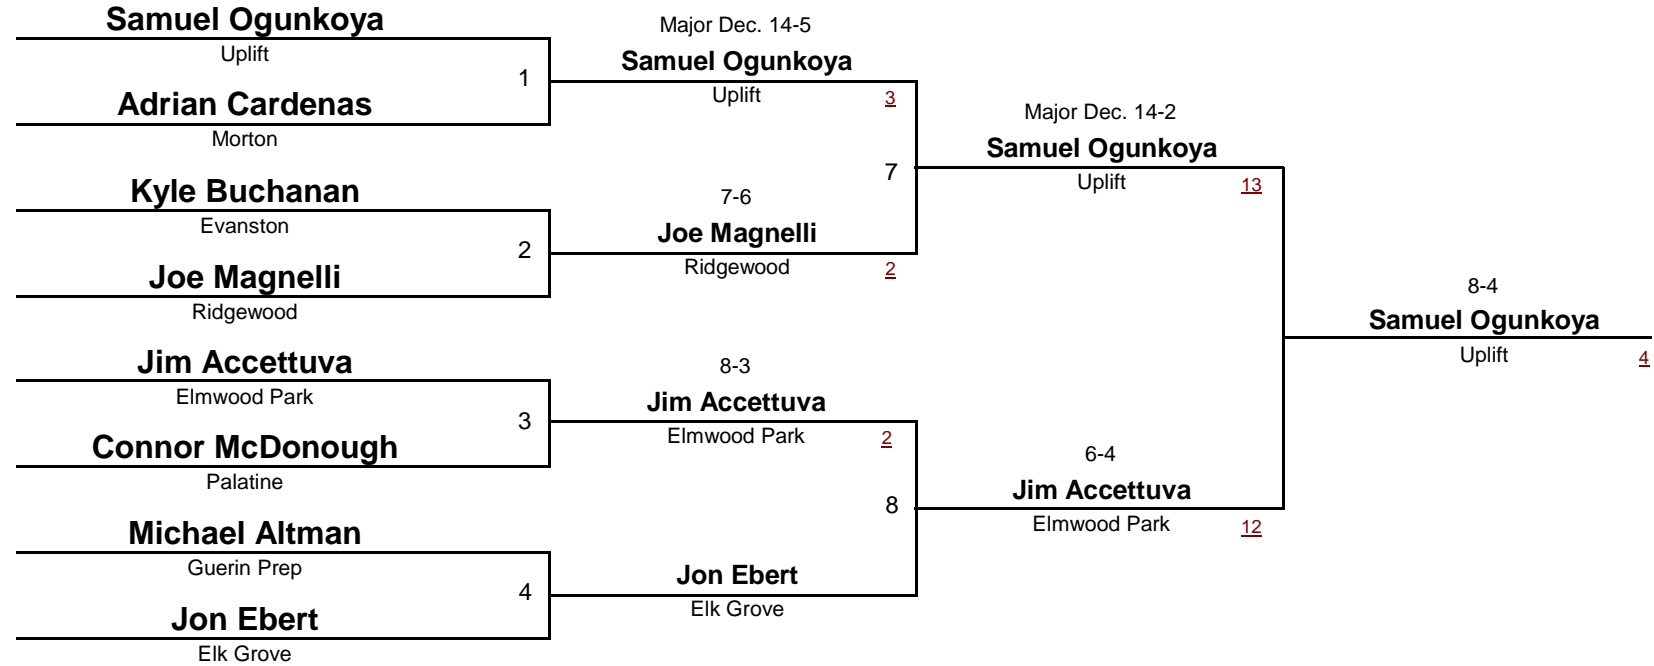 Samuel Ogunkoya
Uplift
1
Adrian Cardenas
Morton
Kyle Buchanan
Evanston
2
Joe Magnelli
Ridgewood
Jim Accettuva
Elmwood Park
3
Connor McDonough
Palatine
Michael Altman
Guerin Prep
4
Jon Ebert
Elk Grove
Major Dec. 14-5
Samuel Ogunkoya
Uplift 3
7
7-6
Joe Magnelli
Ridgewood 2
8-3
Jim Accettuva
Elmwood Park 2
8
Jon Ebert
Elk Grove
Major Dec. 14-2
Samuel Ogunkoya
Uplift 13
6-4
Jim Accettuva
Elmwood Park 12
8-4
Samuel Ogunkoya
Uplift 4